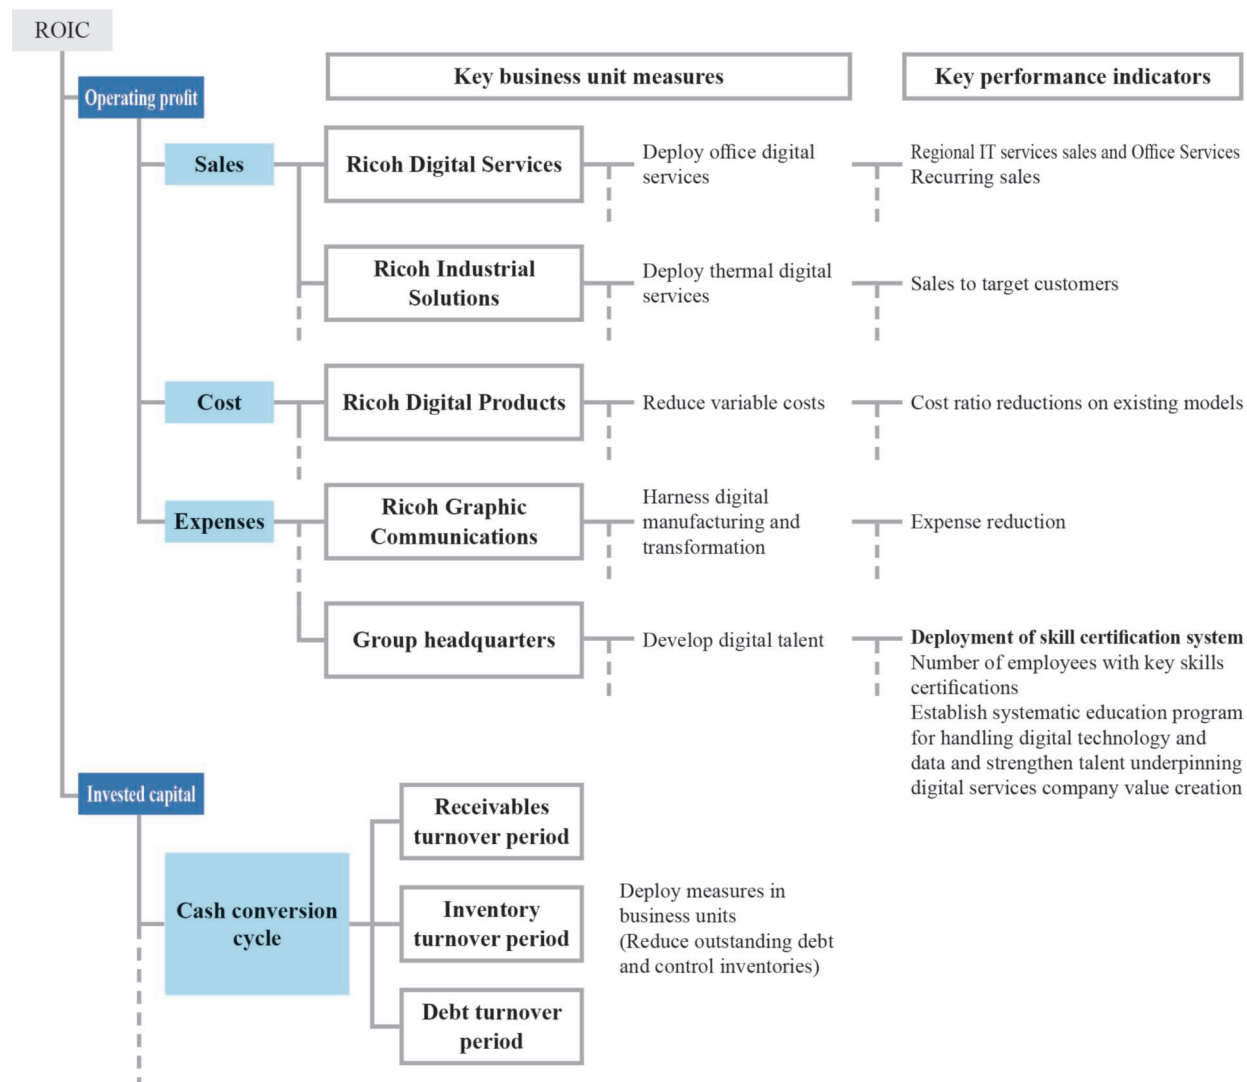 ROIC
Key business unit measures
Key performance indicators
Operating profit
Sales
Ricoh Digital Services
Deploy office digital
services
Regional IT services sales and Office Services
Recurring sales
Ricoh Industrial
Solutions
Deploy thermal digital
services
Sales to target customers
Cost
Ricoh Digital Products
Reduce variable costs
Cost ratio reductions on existing models
Expenses
Ricoh Graphic
Communications
Harness digital
manufacturing and
transformation
Expense reduction
Group headquarters
Develop digital talent
Deployment of skill certification system
Number of employees with key skills
certifications
Establish systematic education program
for handling digital technology and
data and strengthen talent underpinning
digital services company value creation
Invested capital
Cash conversion
cycle
Receivables
turnover period
Inventory
turnover period
Debt turnover
period
Deploy measures in
business units
(Reduce outstanding debt
and control inventories)